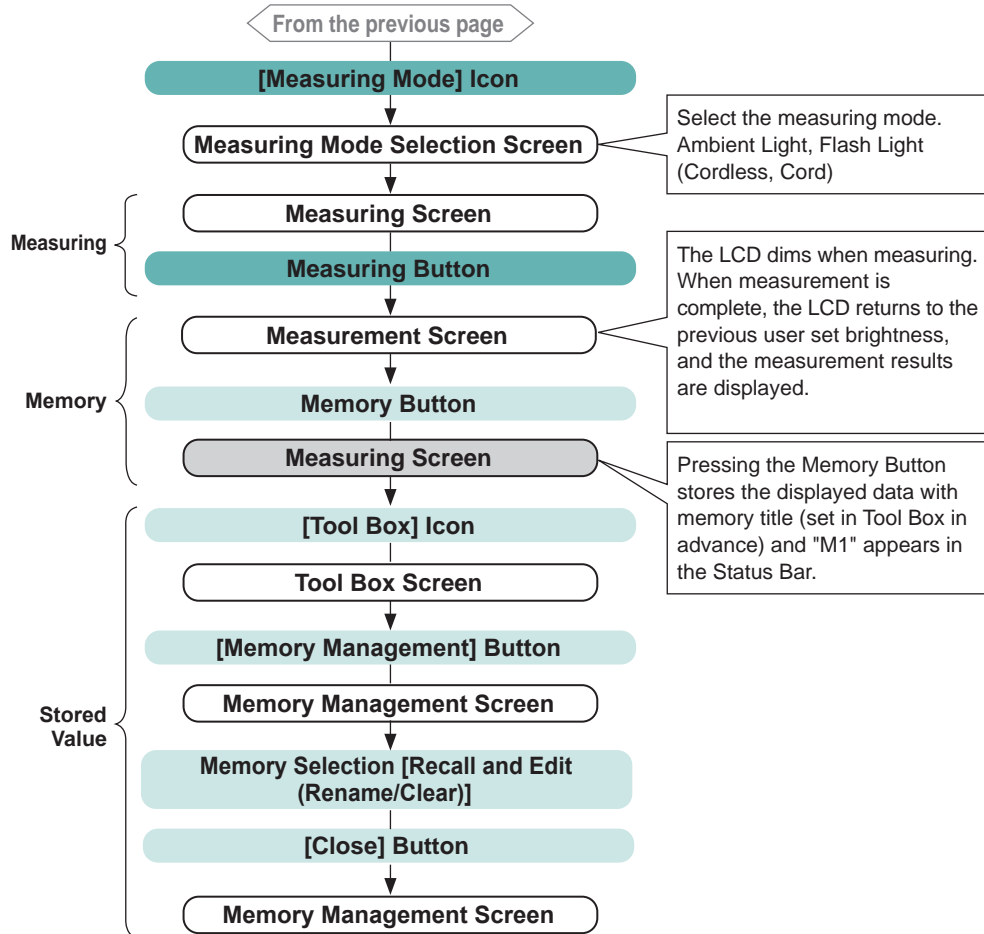 From the previous page
[Measuring Mode] Icon
Measuring Mode Selection Screen
Select the measuring mode.
Ambient Light, Flash Light
(Cordless, Cord)
Measuring
Measuring Screen
Measuring Button
Memory
Measurement Screen
The LCD dims when measuring.
When measurement is
complete, the LCD returns to the
previous user set brightness,
and the measurement results
are displayed.
Memory Button
Measuring Screen
Pressing the Memory Button
stores the displayed data with
memory title (set in Tool Box in
advance) and "M1" appears in
the Status Bar.
Stored
Value
[Tool Box] Icon
Tool Box Screen
[Memory Management] Button
Memory Management Screen
Memory Selection [Recall and Edit
(Rename/Clear)]
[Close] Button
Memory Management Screen